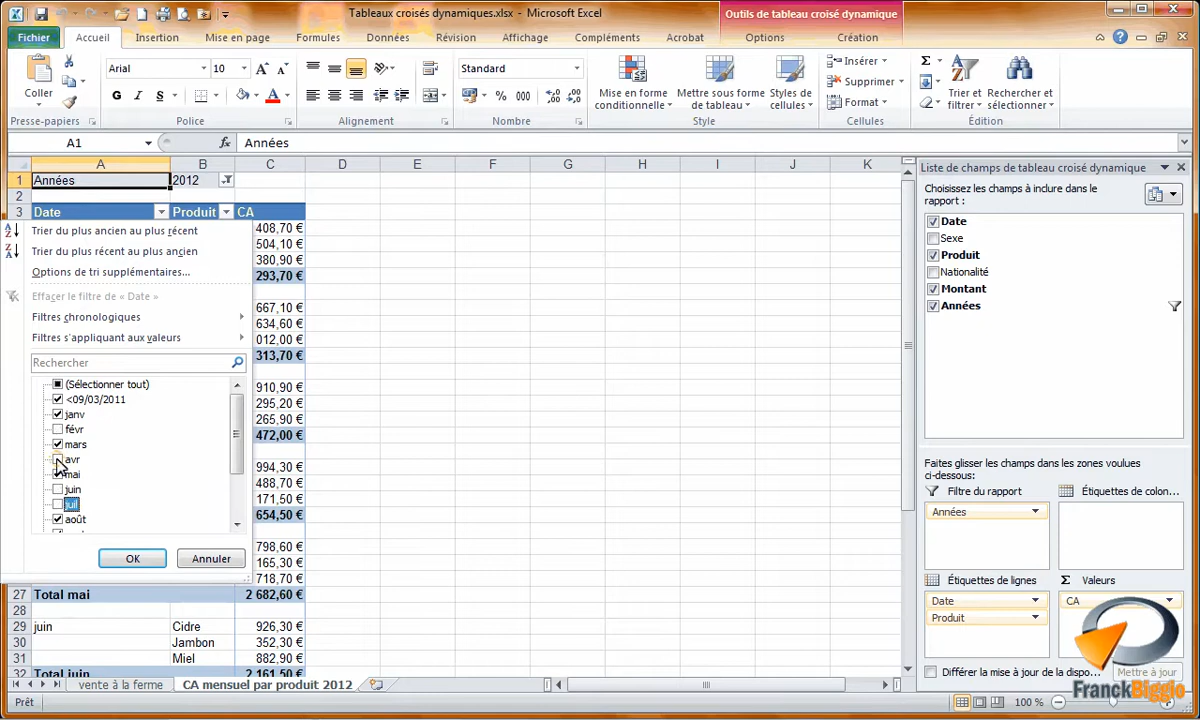 Tableaux croisés dynamiques.xlsx - Microsoft Excel
Outils de tableau croisé dynamique
Fichier Accueil Insertion Mise en page Formules Données Révision Affichage Compléments Acrobat Options Création
Coller
Arial 10
G I S
Standard
% 000
Mise en forme conditionnelle
Mettre sous forme de tableau
Styles de cellules
Insérer
Supprimer
Format
Trier et filtrer
Rechercher et sélectionner
Presse-papiers Police Alignement Nombre Style Cellules Édition
A1 fx Années
A B C D E F G H I J K
1 Années 2012
2
3 Date Produit CA
Trier du plus ancien au plus récent
Trier du plus récent au plus ancien
Options de tri supplémentaires...
Effacer le filtre de « Date »
Filtres chronologiques
Filtres s'appliquant aux valeurs
Rechercher
(Sélectionner tout)
<09/03/2011
janv
févr
mars
avr
mai
juin
juil
août
OK Annuler
408,70 €
504,10 €
380,90 €
293,70 €
667,10 €
634,60 €
012,00 €
313,70 €
910,90 €
295,20 €
265,90 €
472,00 €
994,30 €
488,70 €
171,50 €
654,50 €
798,60 €
165,30 €
718,70 €
27 Total mai 2 682,60 €
28
29 juin Cidre 926,30 €
30 Jambon 352,30 €
31 Miel 882,90 €
32 Total juin 2 161,50 €
vente à la ferme CA mensuel par produit 2012
Prêt
100 %
Liste de champs de tableau croisé dynamique
Choisissez les champs à inclure dans le rapport :
Date
Sexe
Produit
Nationalité
Montant
Années
Faites glisser les champs dans les zones voulues ci-dessous:
Filtre du rapport
Étiquettes de colon...
Années
Étiquettes de lignes
Σ Valeurs
Date
Produit
CA
Différer la mise à jour de la dispo...
Mettre à jour
FranckBiggio